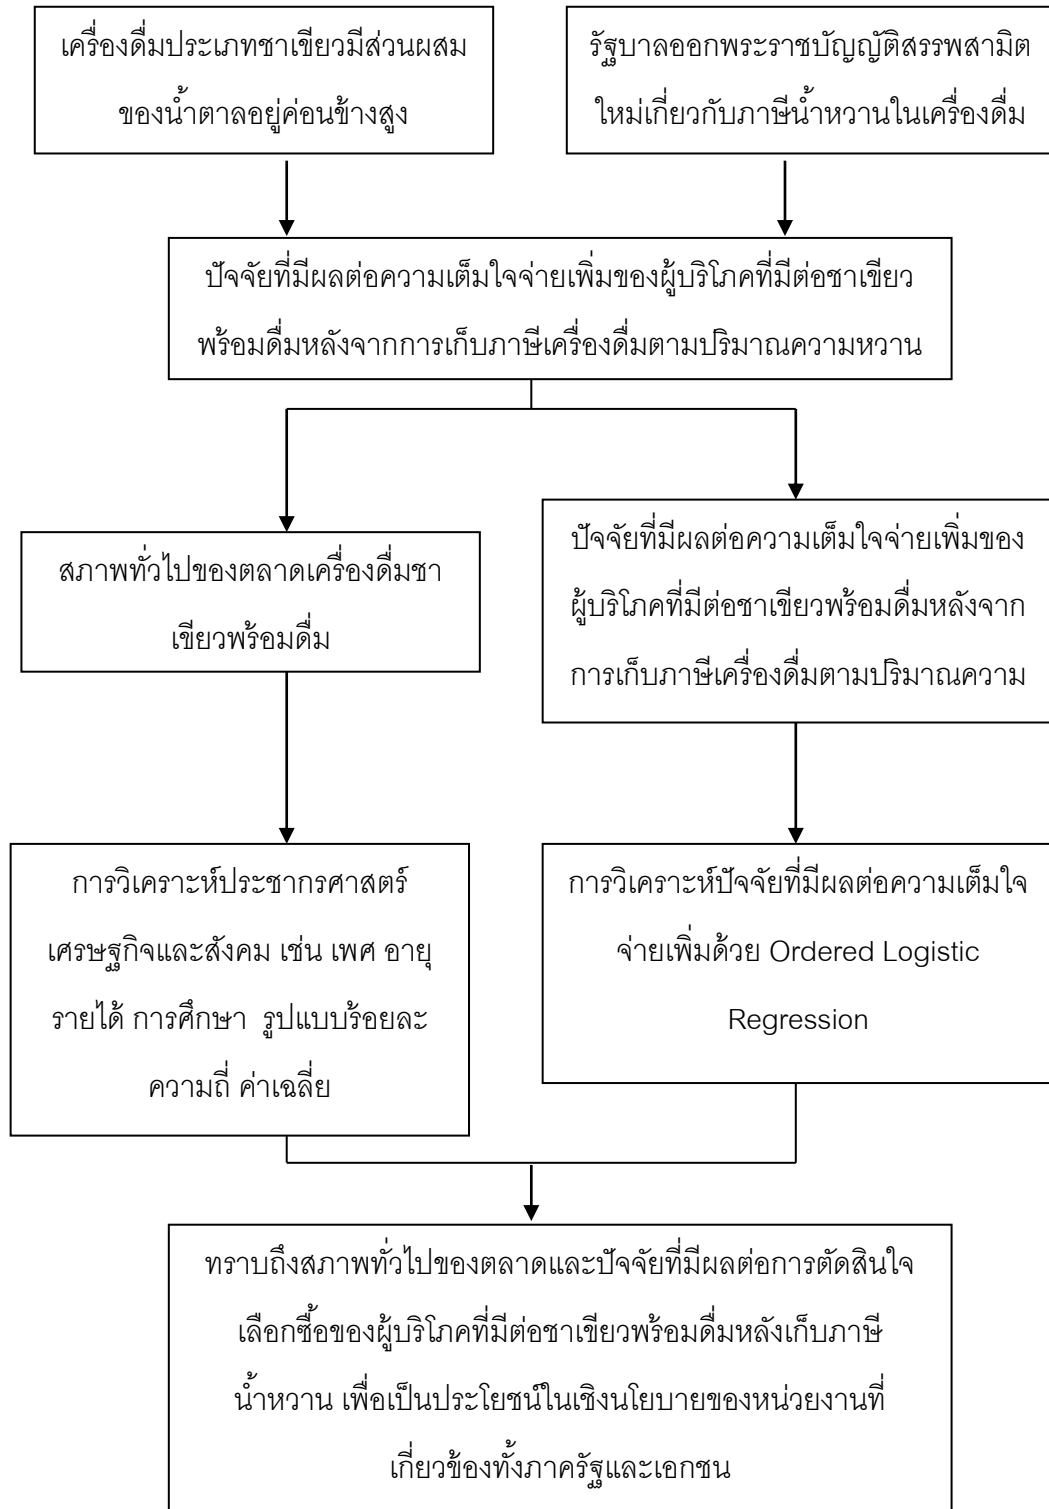 เครื่องดื่มประเภทชาเขียวมีส่วนผสม
ของน้ำตาลอยู่ค่อนข้างสูง
รัฐบาลออกพระราชบัญญัติสรรพสามิต
ใหม่เกี่ยวกับภาษีน้ำหวานในเครื่องดื่ม
ปัจจัยที่มีผลต่อความเต็มใจจ่ายเพิ่มของผู้บริโภคที่มีต่อชาเขียว
พร้อมดื่มหลังจากการเก็บภาษีเครื่องดื่มตามปริมาณความหวาน
สภาพทั่วไปของตลาดเครื่องดื่มชา
เขียวพร้อมดื่ม
ปัจจัยที่มีผลต่อความเต็มใจจ่ายเพิ่มของ
ผู้บริโภคที่มีต่อชาเขียวพร้อมดื่มหลังจาก
การเก็บภาษีเครื่องดื่มตามปริมาณความ
การวิเคราะห์ประชากรศาสตร์
เศรษฐกิจและสังคม เช่น เพศ อายุ
รายได้ การศึกษา รูปแบบร้อยละ
ความถี่ ค่าเฉลี่ย
การวิเคราะห์ปัจจัยที่มีผลต่อความเต็มใจ
จ่ายเพิ่มด้วย Ordered Logistic
Regression
ทราบถึงสภาพทั่วไปของตลาดและปัจจัยที่มีผลต่อการตัดสินใจ
เลือกซื้อของผู้บริโภคที่มีต่อชาเขียวพร้อมดื่มหลังเก็บภาษี
น้ำหวาน เพื่อเป็นประโยชน์ในเชิงนโยบายของหน่วยงานที่
เกี่ยวข้องทั้งภาครัฐและเอกชน